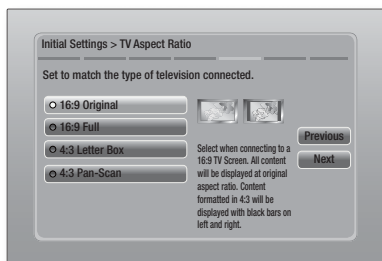 Initial Settings > TV Aspect Ratio
Set to match the type of television connected.
16:9 Original
16:9 Full
4:3 Letter Box
4:3 Pan-Scan
Select when connecting to a
16:9 TV Screen. All content
will be displayed at original
aspect ratio. Content
formatted in 4:3 will be
displayed with black bars on
left and right.
Previous
Next